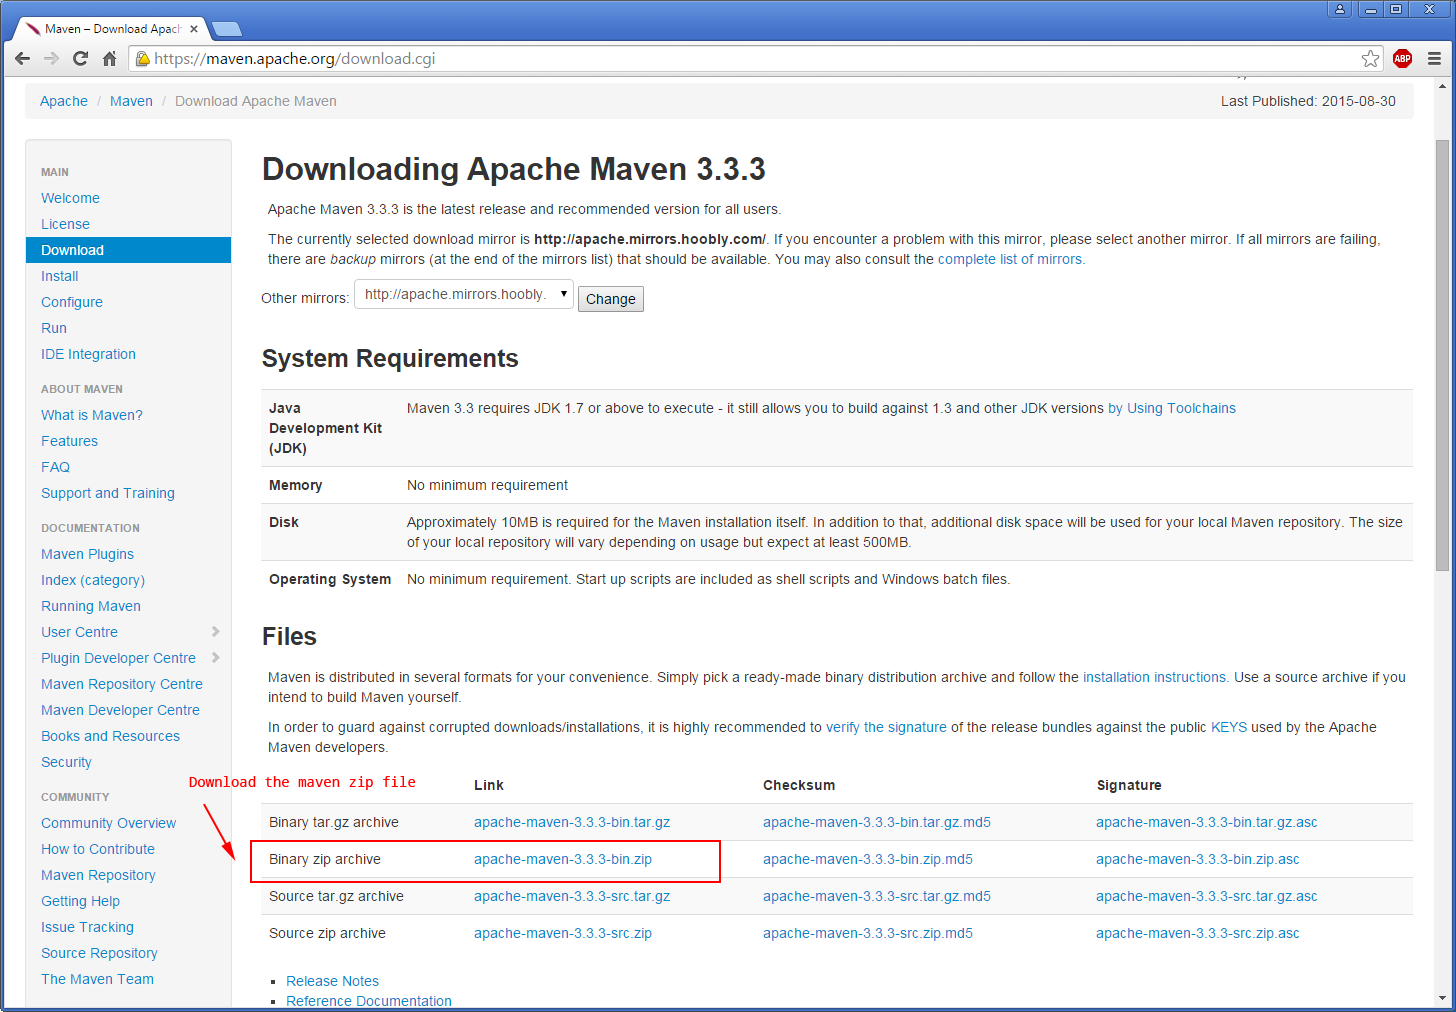 Maven – Download Apach
https://maven.apache.org/download.cgi
ABP
Apache / Maven / Download Apache Maven
Last Published: 2015-08-30
MAIN
Welcome
License
Download
Install
Configure
Run
IDE Integration
ABOUT MAVEN
What is Maven?
Features
FAQ
Support and Training
DOCUMENTATION
Maven Plugins
Index (category)
Running Maven
User Centre
Plugin Developer Centre
Maven Repository Centre
Maven Developer Centre
Books and Resources
Security
COMMUNITY
Community Overview
How to Contribute
Maven Repository
Getting Help
Issue Tracking
Source Repository
The Maven Team
Downloading Apache Maven 3.3.3
Apache Maven 3.3.3 is the latest release and recommended version for all users.
The currently selected download mirror is http://apache.mirrors.hoobly.com/. If you encounter a problem with this mirror, please select another mirror. If all mirrors are failing,
there are backup mirrors (at the end of the mirrors list) that should be available. You may also consult the complete list of mirrors.
Other mirrors: http://apache.mirrors.hoobly. Change
System Requirements
Java
Development Kit
(JDK)
Maven 3.3 requires JDK 1.7 or above to execute - it still allows you to build against 1.3 and other JDK versions by Using Toolchains
Memory No minimum requirement
Disk Approximately 10MB is required for the Maven installation itself. In addition to that, additional disk space will be used for your local Maven repository. The size
of your local repository will vary depending on usage but expect at least 500MB.
Operating System No minimum requirement. Start up scripts are included as shell scripts and Windows batch files.
Files
Maven is distributed in several formats for your convenience. Simply pick a ready-made binary distribution archive and follow the installation instructions. Use a source archive if you
intend to build Maven yourself.
In order to guard against corrupted downloads/installations, it is highly recommended to verify the signature of the release bundles against the public KEYS used by the Apache
Maven developers.
Download the maven zip file
Link Checksum Signature
Binary tar.gz archive apache-maven-3.3.3-bin.tar.gz apache-maven-3.3.3-bin.tar.gz.md5 apache-maven-3.3.3-bin.tar.gz.asc
Binary zip archive apache-maven-3.3.3-bin.zip apache-maven-3.3.3-bin.zip.md5 apache-maven-3.3.3-bin.zip.asc
Source tar.gz archive apache-maven-3.3.3-src.tar.gz apache-maven-3.3.3-src.tar.gz.md5 apache-maven-3.3.3-src.tar.gz.asc
Source zip archive apache-maven-3.3.3-src.zip apache-maven-3.3.3-src.zip.md5 apache-maven-3.3.3-src.zip.asc
Release Notes
Reference Documentation